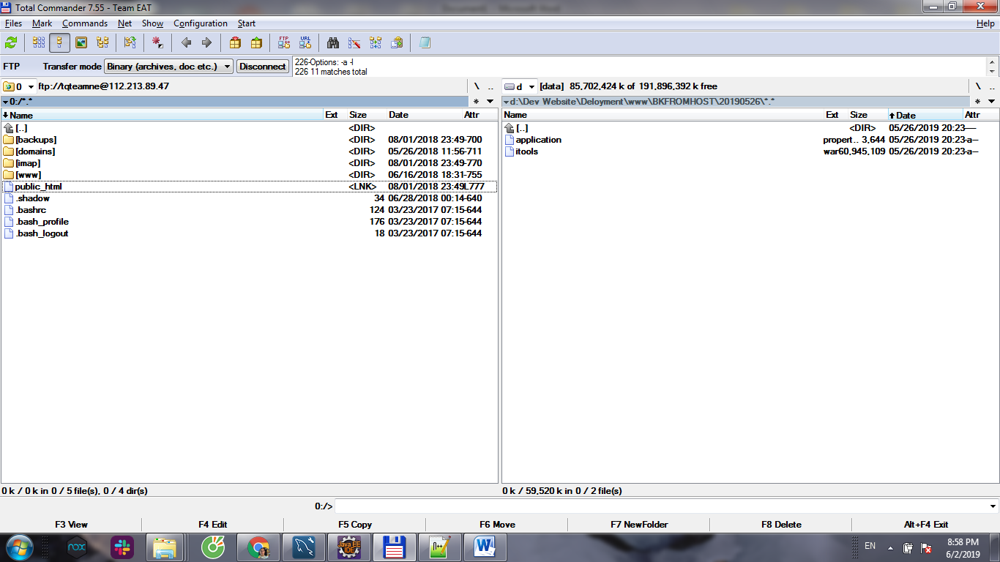 Total Commander 7.55 - Team EAT
Files Mark Commands Net Show Configuration Start Help
FTP
URL
FTP Transfer mode Binary (archives, doc etc.) Disconnect
226-Options: -a -l
226 11 matches total
0 ftp://tqteamne@112.213.89.47 \ ..
d [data] 85,702,424 k of 191,896,392 k free \ ..
0:/*.* *
d:\Dev Website\Deloyment\www\BKFROMHOST\20190526\*.* *
Name Ext Size Date Attr
[..] <DIR>
[backups] <DIR> 08/01/2018 23:49 -700
[domains] <DIR> 05/26/2018 11:56 -711
[imap] <DIR> 08/01/2018 23:49 -770
[www] <DIR> 06/16/2018 18:31 -755
public_html <LNK> 08/01/2018 23:49 L777
.shadow 34 06/28/2018 00:14 -640
.bashrc 124 03/23/2017 07:15 -644
.bash_profile 176 03/23/2017 07:15 -644
.bash_logout 18 03/23/2017 07:15 -644
Name Ext Size Date Attr
[..] <DIR> 05/26/2019 20:23 ----
application propert.. 3,644 05/26/2019 20:23 -a--
itools war 60,945,109 05/26/2019 20:23 -a--
0 k / 0 k in 0 / 5 file(s), 0 / 4 dir(s)
0 k / 59,520 k in 0 / 2 file(s)
0:/>
F3 View F4 Edit F5 Copy F6 Move F7 NewFolder F8 Delete Alt+F4 Exit
nox
Java EE
IDE
EN
8:58 PM
6/2/2019